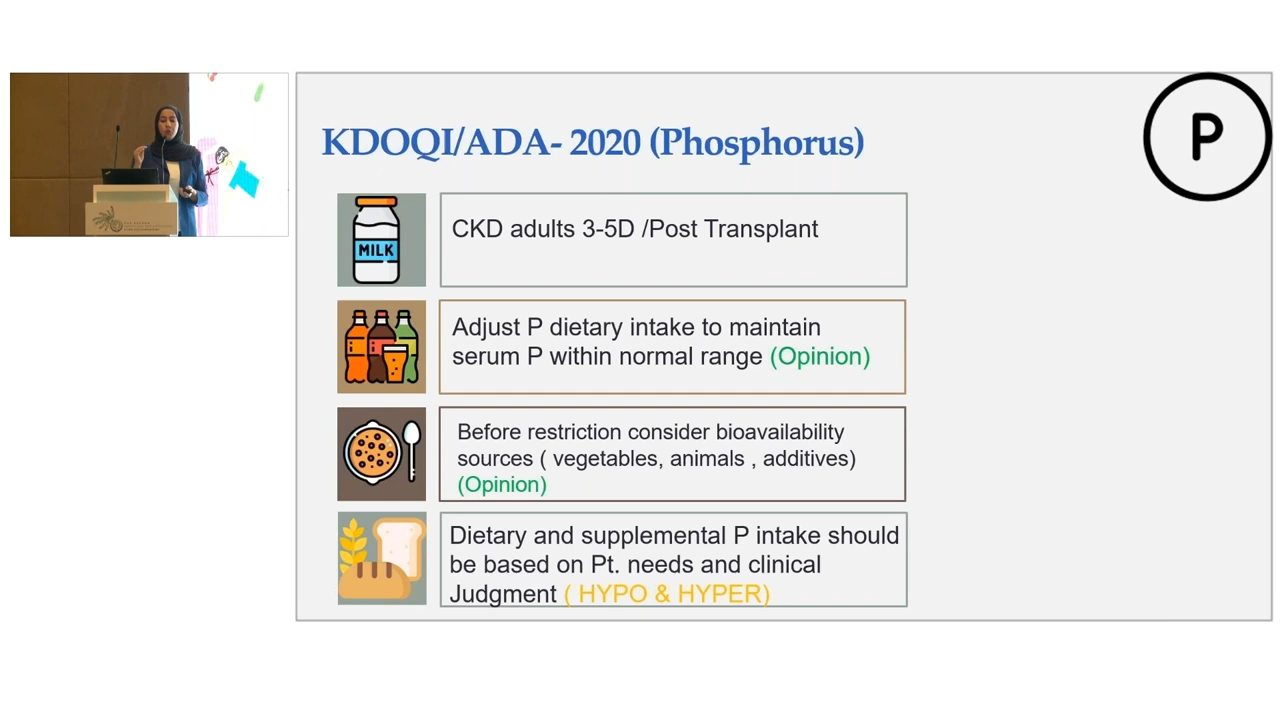 KDOQI/ADA- 2020 (Phosphorus)
P
MILK
CKD adults 3-5D /Post Transplant
Adjust P dietary intake to maintain
serum P within normal range (Opinion)
Before restriction consider bioavailability
sources ( vegetables, animals , additives)
(Opinion)
Dietary and supplemental P intake should
be based on Pt. needs and clinical
Judgment ( HYPO & HYPER)